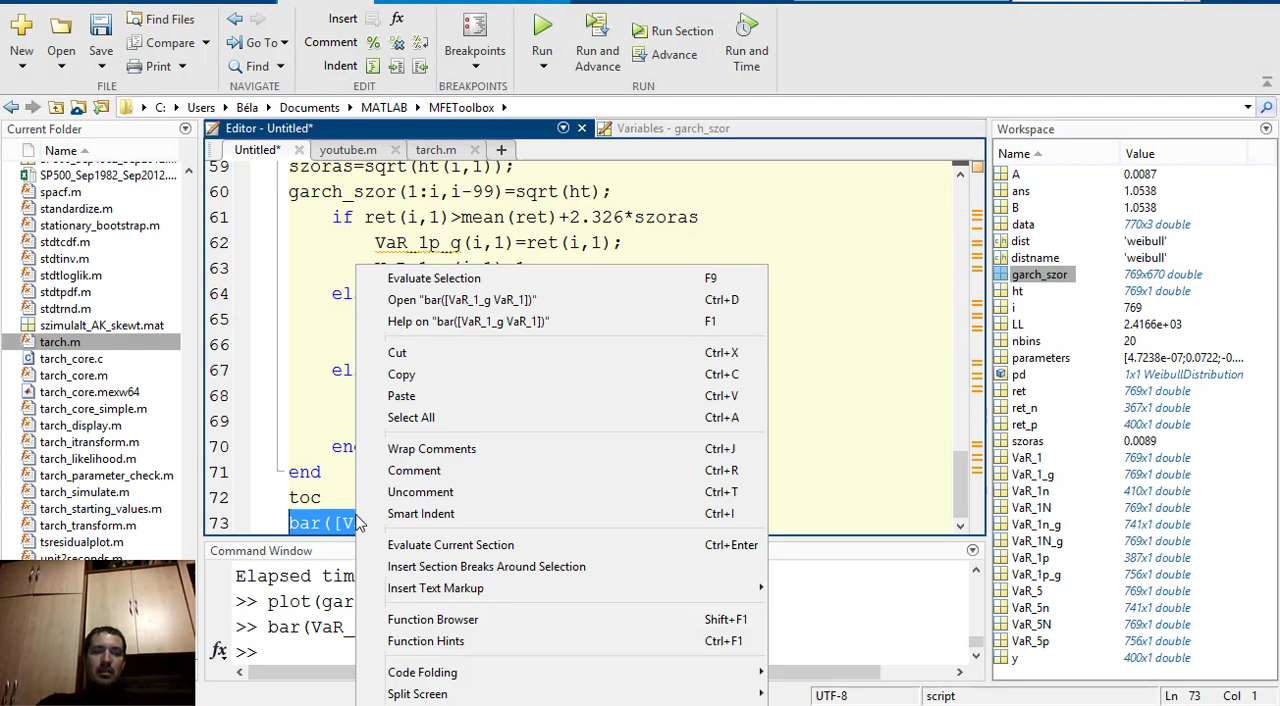 Insert
fx
Find Files
Compare
Print
Go To
Find
Comment
Indent
Run Section
Advance
New
Open
Save
Breakpoints
Run
Run and
Advance
Run and
Time
FILE
NAVIGATE
EDIT
BREAKPOINTS
RUN
C:
Users
Béla
Documents
MATLAB
MFEToolbox
Current Folder
Name
SP500_Sep1982_Sep2012....
spacf.m
standardize.m
stationary_bootstrap.m
stdtcdf.m
stdtinv.m
stdtloglik.m
stdtpdf.m
stdtrnd.m
szimulalt_AK_skewt.mat
tarch.m
tarch_core.c
tarch_core.m
tarch_core.mexw64
tarch_core_simple.m
tarch_display.m
tarch_itransform.m
tarch_likelihood.m
tarch_parameter_check.m
tarch_simulate.m
tarch_starting_values.m
tarch_transform.m
tsresidualplot.m
unit2seconds.m
Editor - Untitled*
Variables - garch_szor
Untitled*
youtube.m
tarch.m
59 szoras=sqrt(ht(i,1));
60 garch_szor(1:i,i-99)=sqrt(ht);
61 if ret(i,1)>mean(ret)+2.326*szoras
62 VaR_1p_g(i,1)=ret(i,1);
63
64 el
65
66
67 el
68
69
70 end
71 end
72 toc
73 bar([V
Evaluate Selection F9
Open "bar([VaR_1_g VaR_1])" Ctrl+D
Help on "bar([VaR_1_g VaR_1])" F1
Cut Ctrl+X
Copy Ctrl+C
Paste Ctrl+V
Select All Ctrl+A
Wrap Comments Ctrl+J
Comment Ctrl+R
Uncomment Ctrl+T
Smart Indent Ctrl+I
Evaluate Current Section Ctrl+Enter
Insert Section Breaks Around Selection
Insert Text Markup
Function Browser Shift+F1
Function Hints Ctrl+F1
Code Folding
Split Screen
Command Window
Elapsed tim
>> plot(gar
>> bar(VaR_
fx >>
Workspace
Name Value
A 0.0087
ans 1.0538
B 1.0538
data 770x3 double
dist 'weibull'
distname 'weibull'
garch_szor 769x670 double
ht 769x1 double
i 769
LL 2.4166e+03
nbins 20
parameters [4.7238e-07;0.0722;-0....
pd 1x1 WeibullDistribution
ret 769x1 double
ret_n 367x1 double
ret_p 400x1 double
szoras 0.0089
VaR_1 769x1 double
VaR_1_g 769x1 double
VaR_1n 410x1 double
VaR_1N 769x1 double
VaR_1n_g 741x1 double
VaR_1N_g 769x1 double
VaR_1p 387x1 double
VaR_1p_g 756x1 double
VaR_5 769x1 double
VaR_5n 741x1 double
VaR_5N 769x1 double
VaR_5p 756x1 double
y 400x1 double
UTF-8
script
Ln 73 Col 1